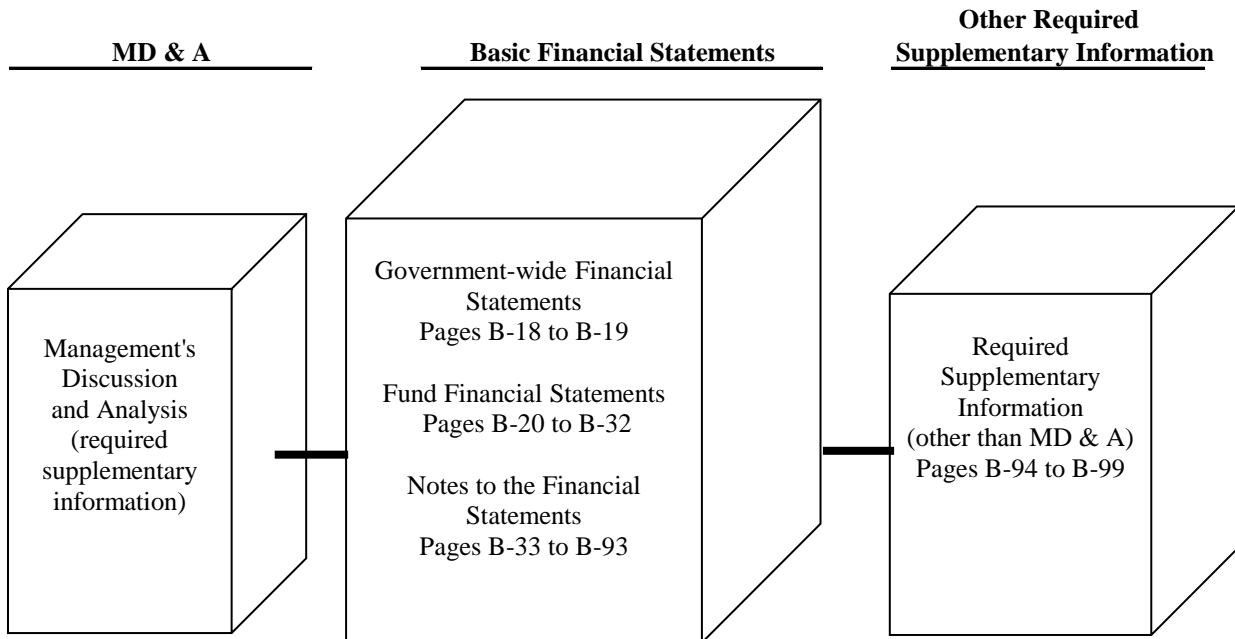 MD & A
Basic Financial Statements
Other Required
Supplementary Information
Management's
Discussion
and Analysis
(required
supplementary
information)
Government-wide Financial
Statements
Pages B-18 to B-19
Fund Financial Statements
Pages B-20 to B-32
Notes to the Financial
Statements
Pages B-33 to B-93
Required
Supplementary
Information
(other than MD & A)
Pages B-94 to B-99